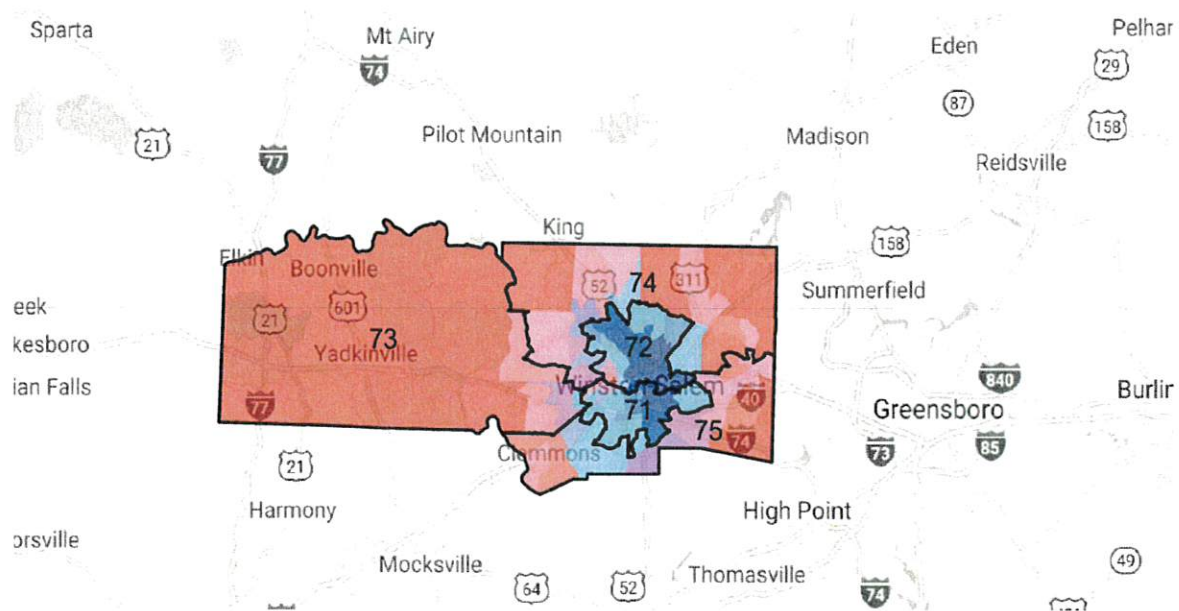 Sparta
Mt Airy
Eden
Pelhar
74
29
87
21
Pilot Mountain
Madison
158
77
Reidsville
King
158
Elkin
Boonville
52
74
311
Summerfield
eek
21
601
73
kesboro
Yadkinville
72
ian Falls
Winston-Salem
840
77
71
40
Greensboro
Burlir
75
74
Clemmons
73
85
21
Harmony
High Point
orsville
Mocksville
64
52
Thomasville
74
49